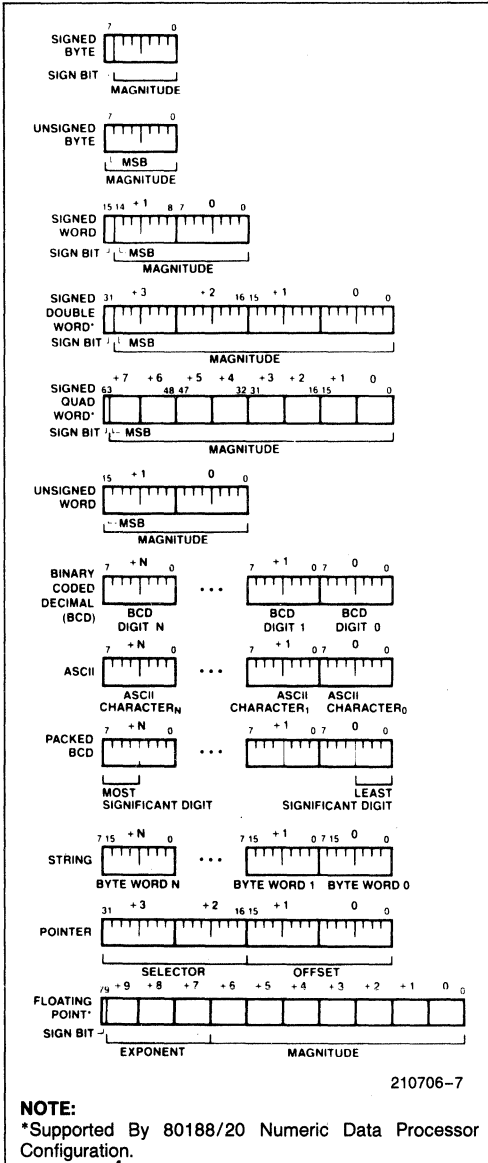 7 0
SIGNED
BYTE
SIGN BIT
MAGNITUDE
7 0
UNSIGNED
BYTE
MSB
MAGNITUDE
15 14 +1 8 7 0 0
SIGNED
WORD
SIGN BIT MSB
MAGNITUDE
SIGNED 31 +3 +2 16 15 +1 0 0
DOUBLE
WORD*
SIGN BIT MSB
MAGNITUDE
+7 +6 +5 +4 +3 +2 +1 0
SIGNED 63 48 47 32 31 16 15 0
QUAD
WORD*
SIGN BIT MSB
MAGNITUDE
15 +1 0 0
UNSIGNED
WORD
MSB
MAGNITUDE
BINARY 7 +N 0 7 +1 0 7 0 0
CODED ...
DECIMAL
(BCD) BCD BCD BCD
DIGIT N DIGIT 1 DIGIT 0
7 +N 0 7 +1 0 7 0 0
ASCII ...
ASCII ASCII ASCII
CHARACTERN CHARACTER1 CHARACTER0
PACKED 7 +N 0 7 +1 0 7 0 0
BCD ...
MOST LEAST
SIGNIFICANT DIGIT SIGNIFICANT DIGIT
7 15 +N 0 7 15 +1 0 7 15 0 0
STRING ...
BYTE WORD N BYTE WORD 1 BYTE WORD 0
31 +3 +2 16 15 +1 0 0
POINTER
SELECTOR OFFSET
79 +9 +8 +7 +6 +5 +4 +3 +2 +1 0 0
FLOATING
POINT*
SIGN BIT
EXPONENT MAGNITUDE
210706–7
NOTE:
*Supported By 80188/20 Numeric Data Processor
Configuration.